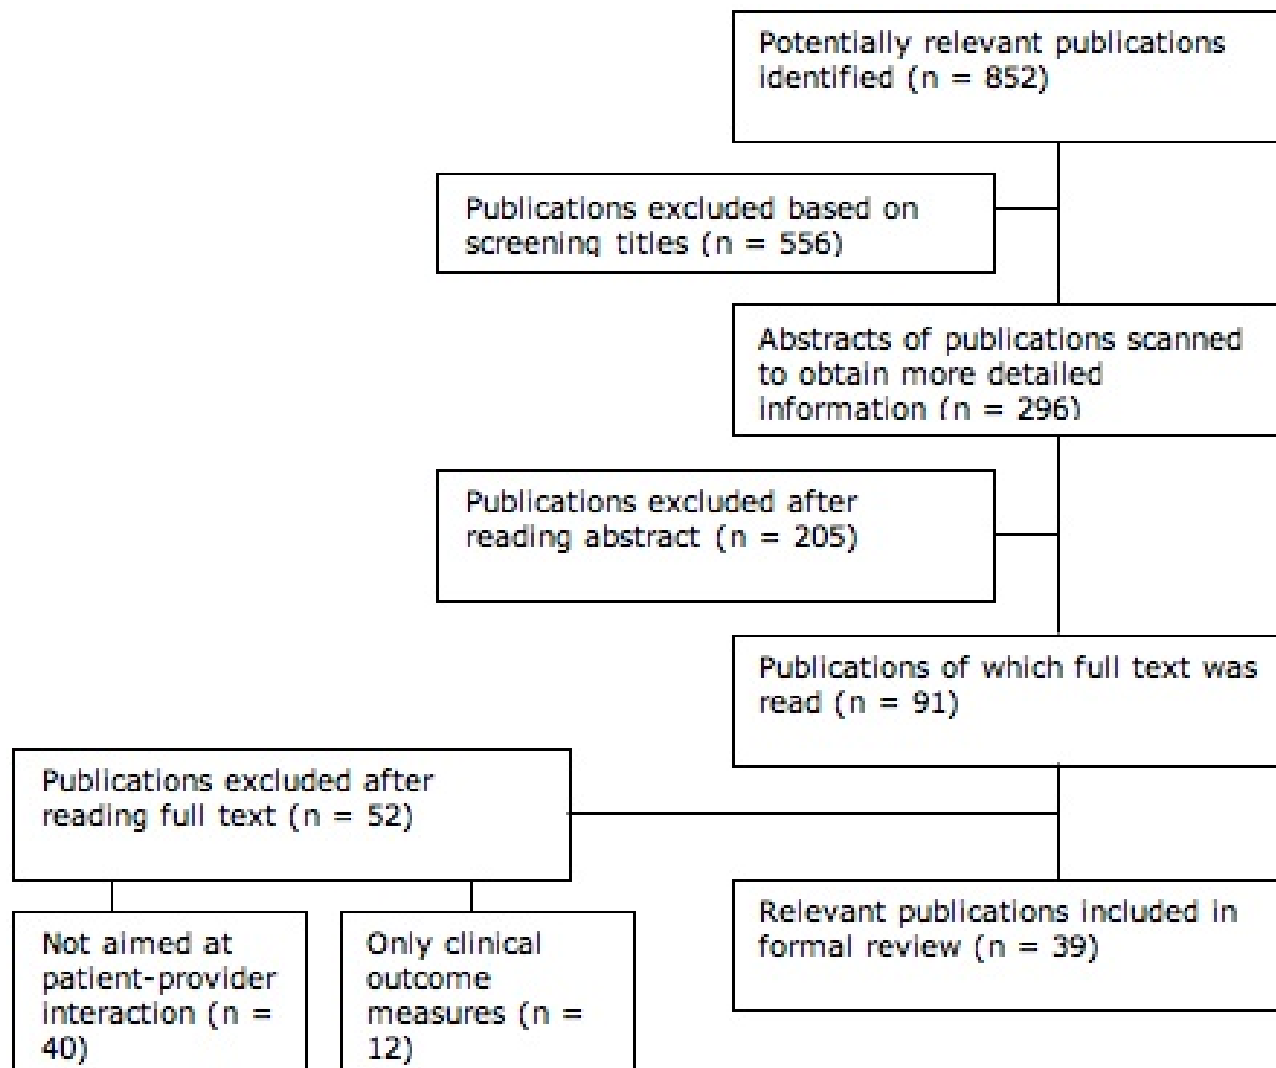 Potentially relevant publications
identified (n = 852)
Publications excluded based on
screening titles (n = 556)
Abstracts of publications scanned
to obtain more detailed
information (n = 296)
Publications excluded after
reading abstract (n = 205)
Publications of which full text was
read (n = 91)
Publications excluded after
reading full text (n = 52)
Not aimed at
patient-provider
interaction (n =
40)
Only clinical
outcome
measures (n =
12)
Relevant publications included in
formal review (n = 39)